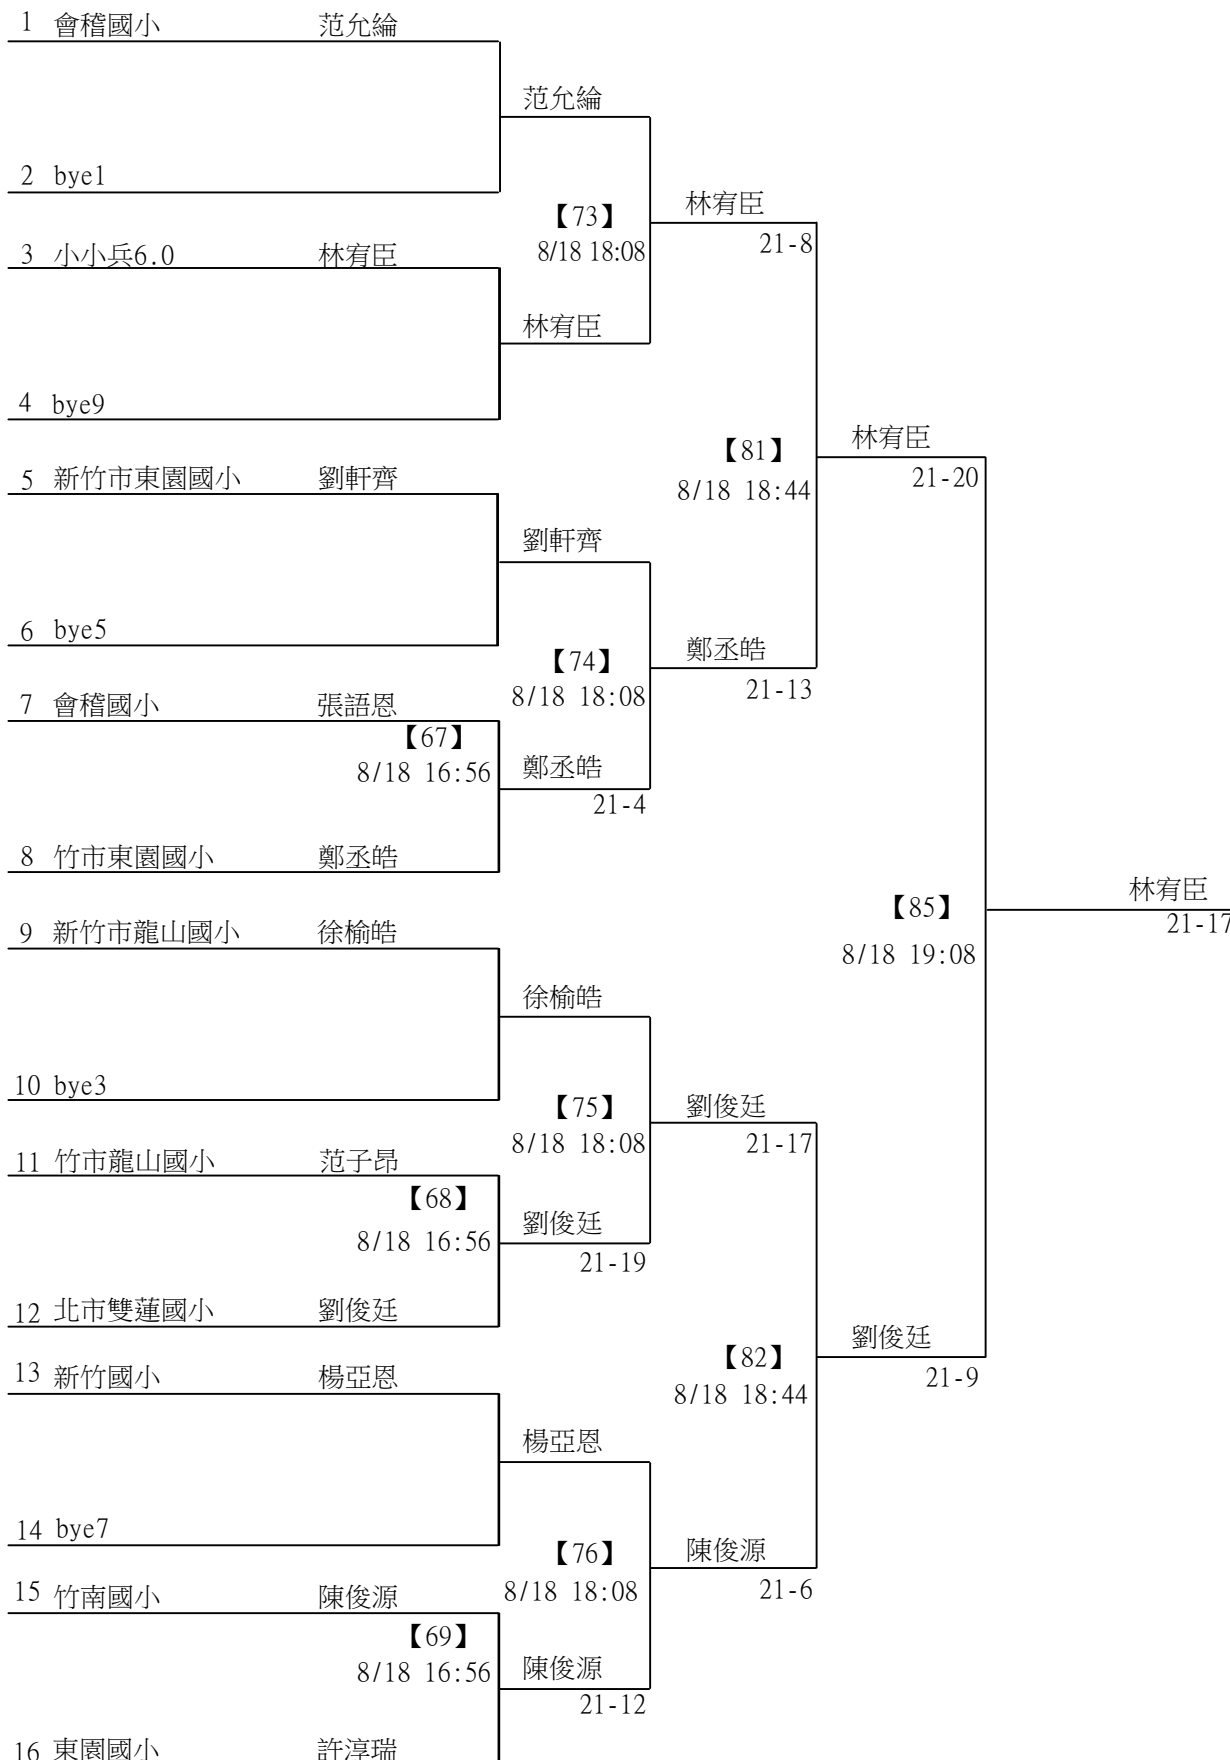 1 會稽國小 范允綸
范允綸
2 bye1
林宥臣
【73】
21-8
8/18 18:08
3 小小兵6.0 林宥臣
林宥臣
4 bye9
林宥臣
【81】
21-20
8/18 18:44
5 新竹市東園國小 劉軒齊
劉軒齊
6 bye5
鄭丞皓
【74】
21-13
8/18 18:08
7 會稽國小 張語恩
【67】
8/18 16:56
鄭丞皓
21-4
8 竹市東園國小 鄭丞皓
林宥臣
【85】
21-17
8/18 19:08
9 新竹市龍山國小 徐榆皓
徐榆皓
10 bye3
劉俊廷
【75】
21-17
8/18 18:08
11 竹市龍山國小 范子昂
【68】
8/18 16:56
劉俊廷
21-19
12 北市雙蓮國小 劉俊廷
劉俊廷
【82】
21-9
8/18 18:44
13 新竹國小 楊亞恩
楊亞恩
14 bye7
陳俊源
【76】
21-6
8/18 18:08
15 竹南國小 陳俊源
【69】
8/18 16:56
陳俊源
21-12
16 東園國小 許淳瑞